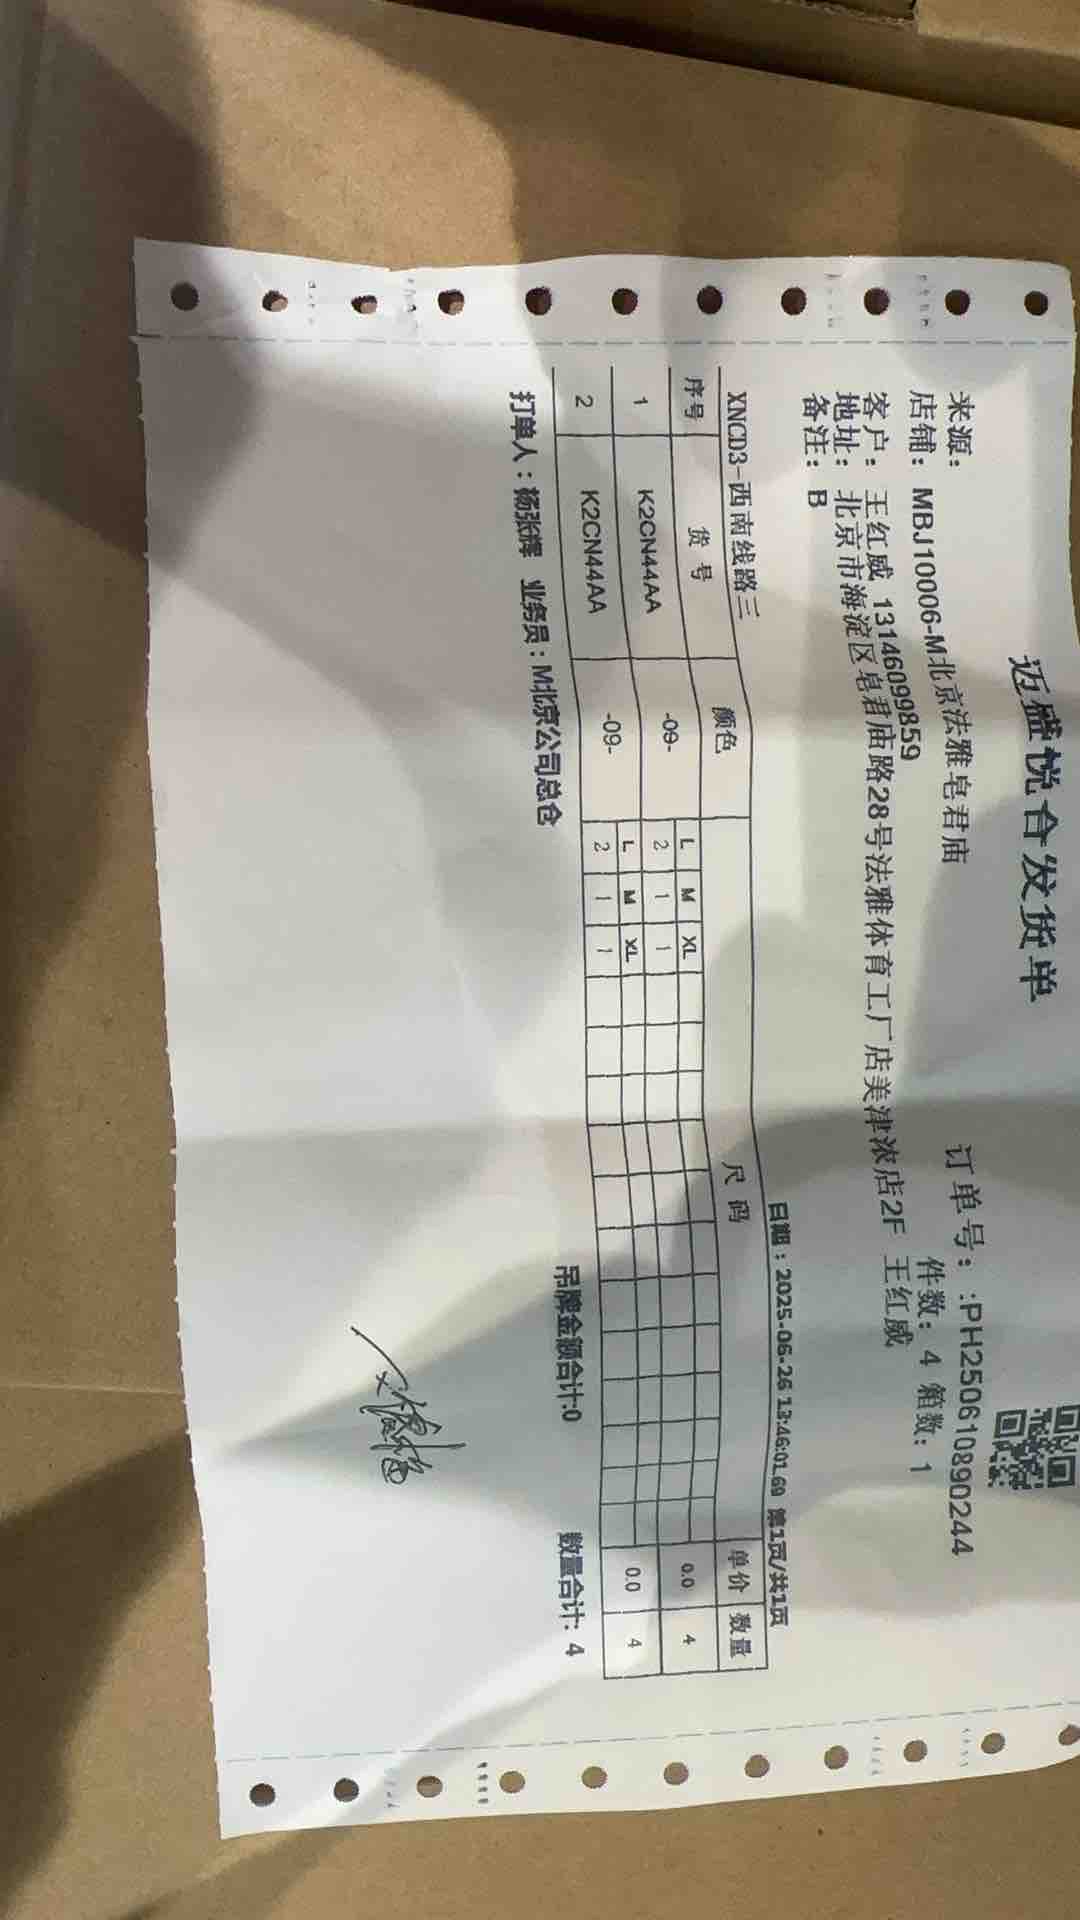 迈盛悦合发货单
来源： 订单号：:PH250610890244
店铺：MBJ10006-M北京法雅皂君庙 件数：4 箱数：1
客户：王红威 13146099859
地址：北京市海淀区皂君庙路28号法雅体育工厂店美津浓店2F 王红威
备注：B
XNCD3-西南线路三 日期：2025-06-26 13:46:01.60 第1页/共1页
序号 货号 颜色 尺码 单价 数量
L M XL
1 K2CN44AA -09- 2 1 1 0.0 4
L M XL
2 K2CN44AA -09- 2 1 1 0.0 4
打单人：杨张辉 业务员：M北京公司总仓 吊牌金额合计:0 数量合计：4